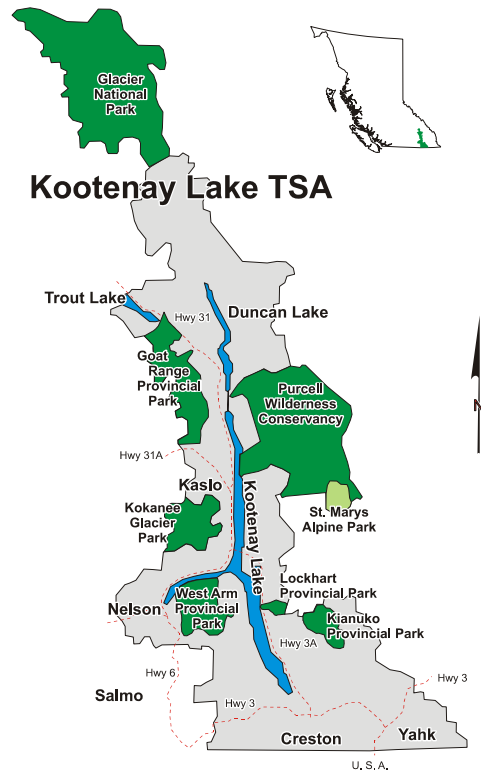 Glacier
National
Park
Kootenay Lake TSA
Trout Lake
Hwy 31
Duncan Lake
Goat
Range
Provincial
Park
Purcell
Wilderness
Conservancy
N
Hwy 31A
Kaslo
Kokanee
Glacier
Park
Kootenay Lake
St. Marys
Alpine Park
Lockhart
Provincial Park
West Arm
Provincial
Park
Nelson
Kianuko
Provincial Park
Hwy 3A
Hwy 6
Salmo
Hwy 3
Hwy 3
Creston
Yahk
U. S. A.